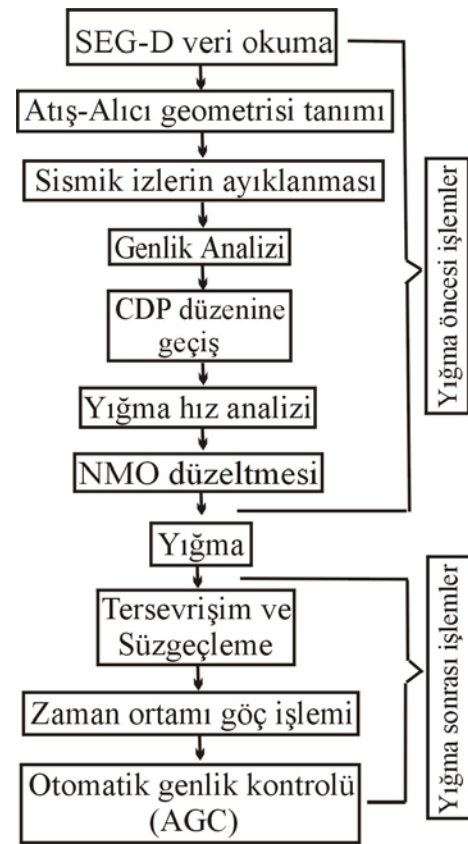 SEG-D veri okuma
Atış-Alıcı geometrisi tanımı
Sismik izlerin ayıklanması
Genlik Analizi
CDP düzenine
geçiş
Yığma hız analizi
NMO düzeltmesi
Yığma öncesi işlemler
Yığma
Tersevrişim ve
Süzgeçleme
Zaman ortamı göç işlemi
Otomatik genlik kontrolü
(AGC)
Yığma sonrası işlemler